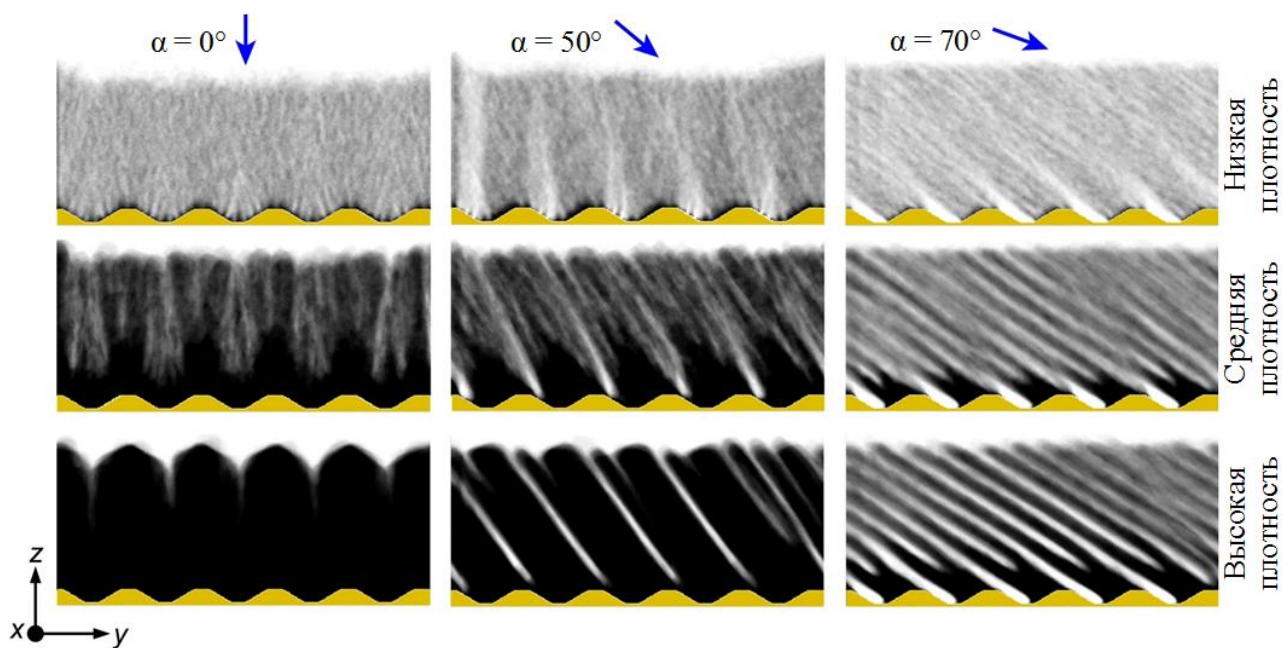 α = 0°
α = 50°
α = 70°
Низкая
плотность
Средняя
плотность
Высокая
плотность
z
x
y